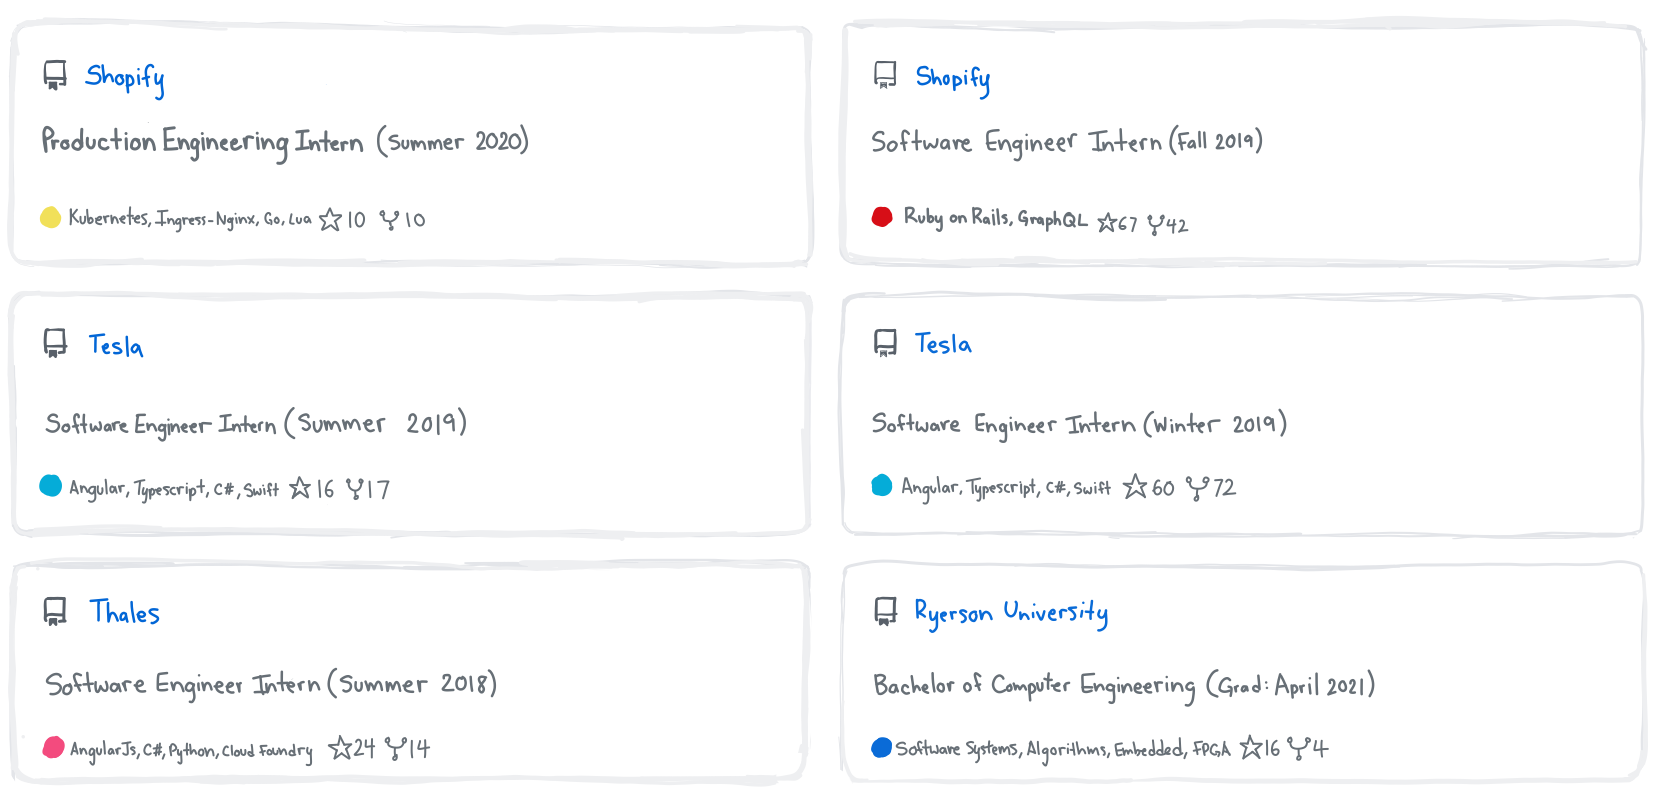 Shopify
Production Engineering Intern (Summer 2020)
Kubernetes, Ingress-Nginx, Go, Lua 10 10
Shopify
Software Engineer Intern (Fall 2019)
Ruby on Rails, GraphQL 67 42
Tesla
Software Engineer Intern (Summer 2019)
Angular, Typescript, C#, Swift 16 17
Tesla
Software Engineer Intern (Winter 2019)
Angular, Typescript, C#, Swift 60 72
Thales
Software Engineer Intern (Summer 2018)
AngularJs, C#, Python, Cloud Foundry 24 14
Ryerson University
Bachelor of Computer Engineering (Grad: April 2021)
Software Systems, Algorithms, Embedded, FPGA 16 4